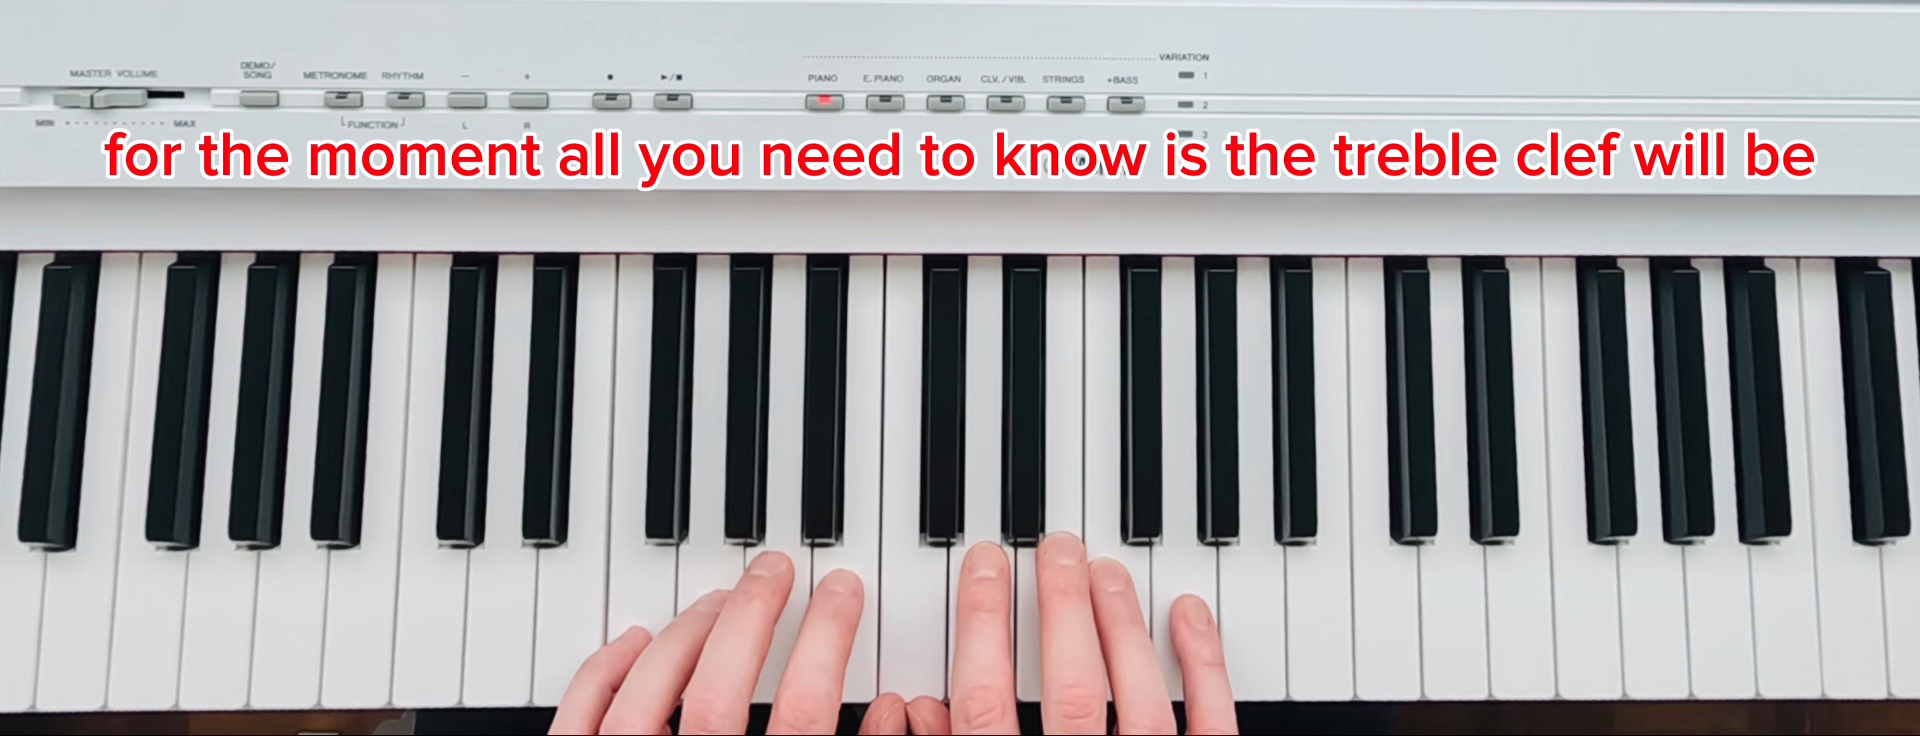 VARIATION
MASTER VOLUME
DEMO/
SONG
METRONOME RHYTHM − + PIANO E. PIANO ORGAN CLV. / VIB. STRINGS +BASS 1
2
MIN MAX
FUNCTION L R
3
for the moment all you need to know is the treble clef will be